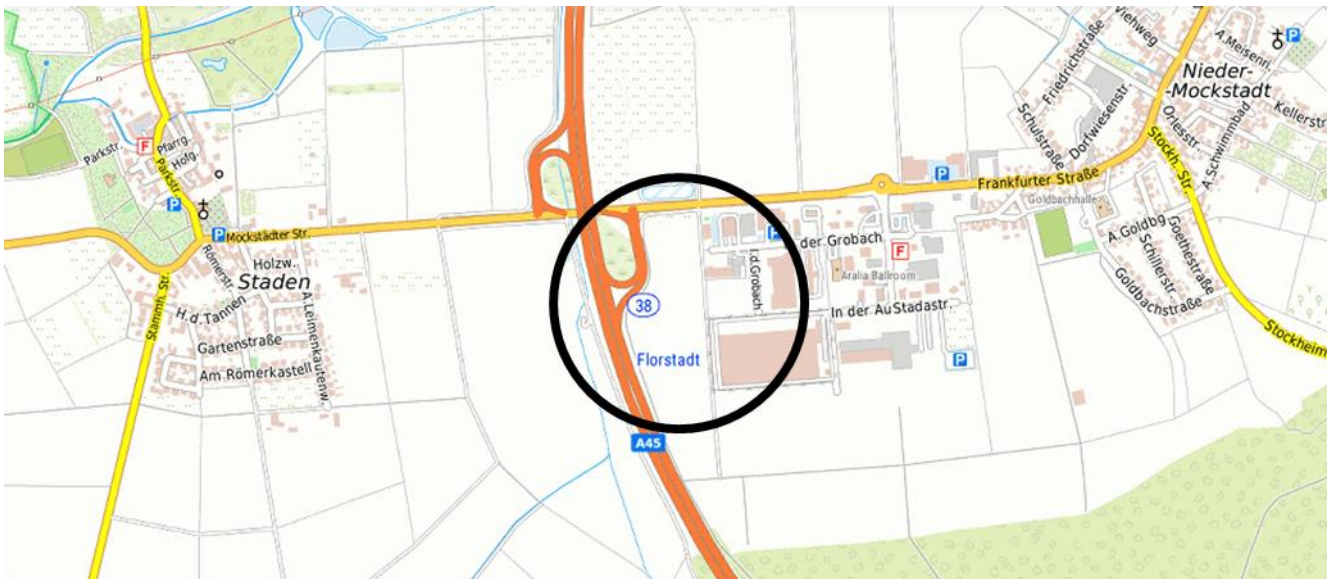 Viehweg
Friedrichstraße
A.Meisenn.
P
Nieder-
-Mockstadt
Kellerstr
Orlesstr
Dorfwiesenstr.
Schulstraße
A.Schwimmbad
Stockh. Str.
F
Pfarrg.
Hofg.
Parkstr.
Parkstr.
P
P
Mockstädter Str.
Römerstr.
Holzw.
Staden
H.d.Tannen
A.Leimenkautenw.
Gartenstraße
Am Römerkastell
Stammh. Str.
P
Frankfurter Straße
Goldbachhalle
A.Goldbg.
Goethestraße
Schillerstr
Goldbachstraße
Stockheim
P
der Grobach
I.d.Grobach
F
Aralia Ballroom
In der Au
Stadastr.
P
38
Florstadt
A45